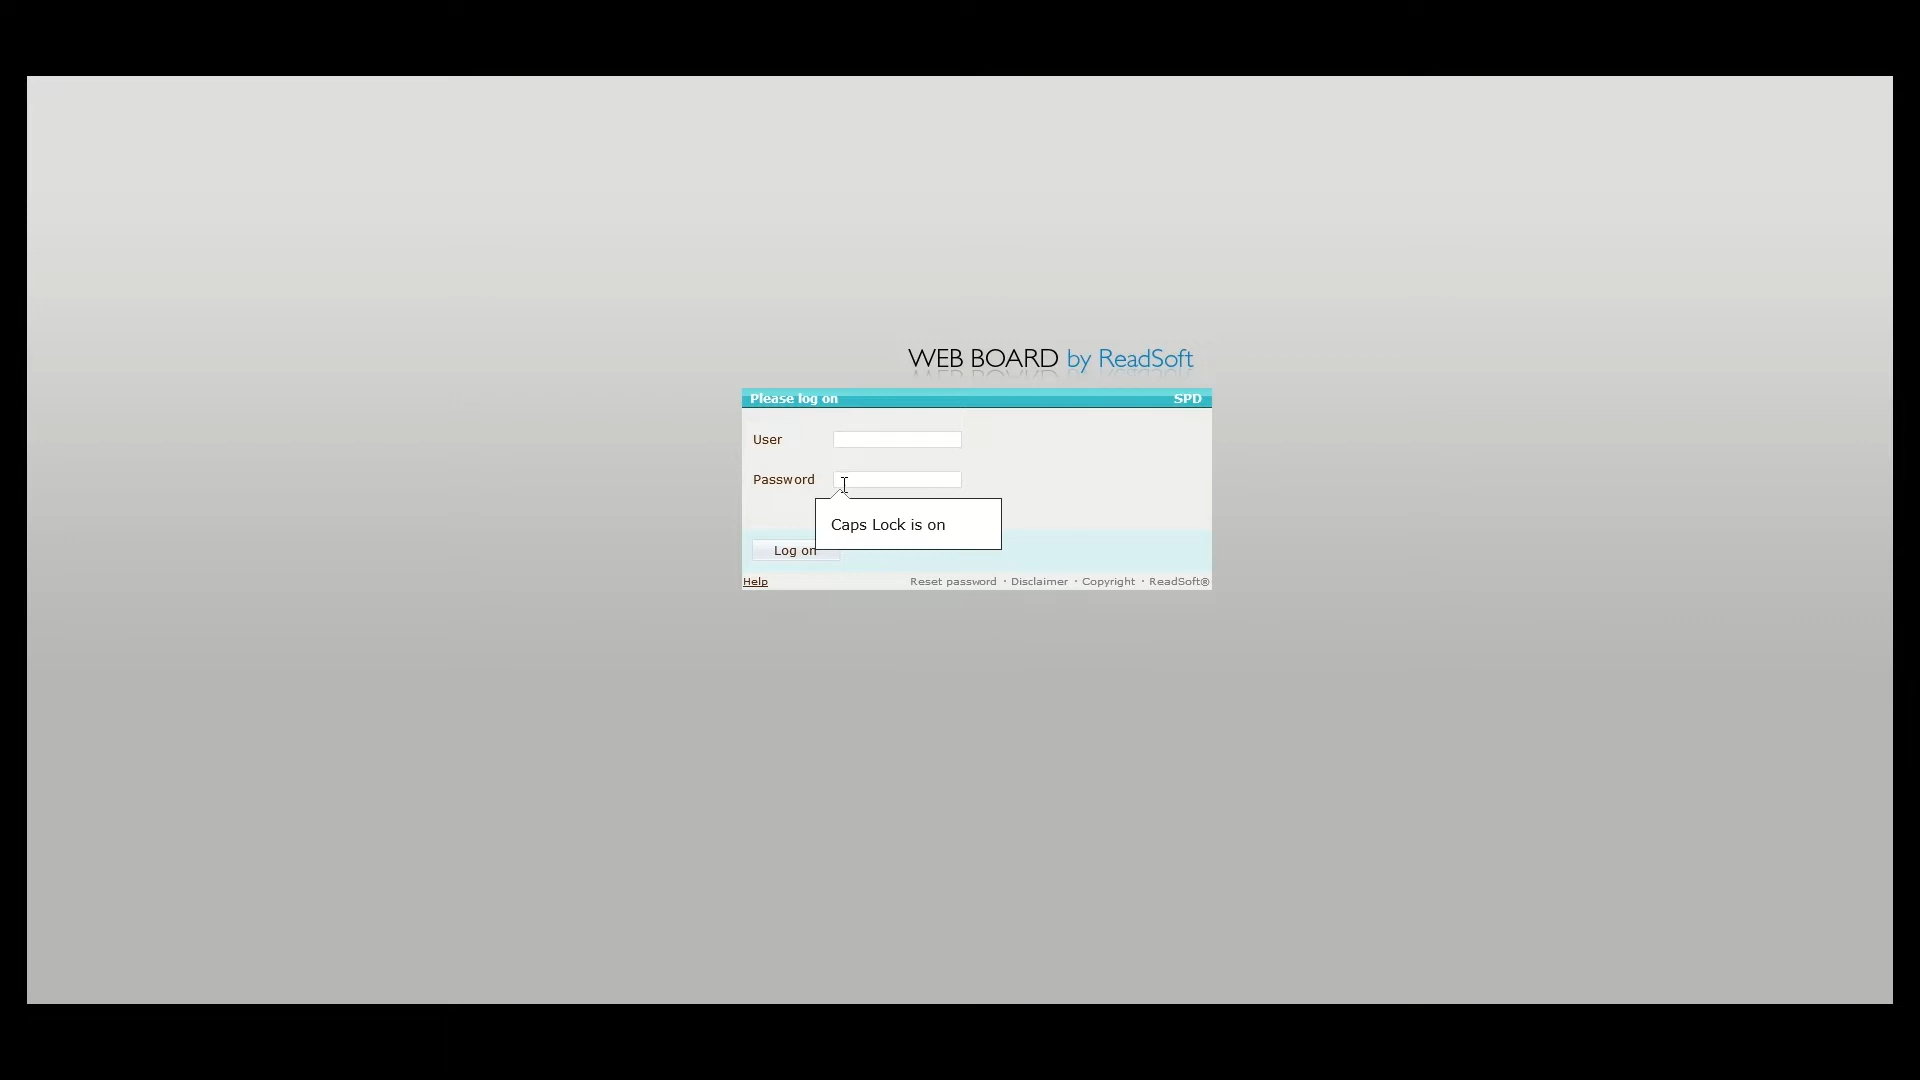 WEB BOARD by ReadSoft
Please log on SPD
User
Password
Caps Lock is on
Log on
Help Reset password · Disclaimer · Copyright · ReadSoft®